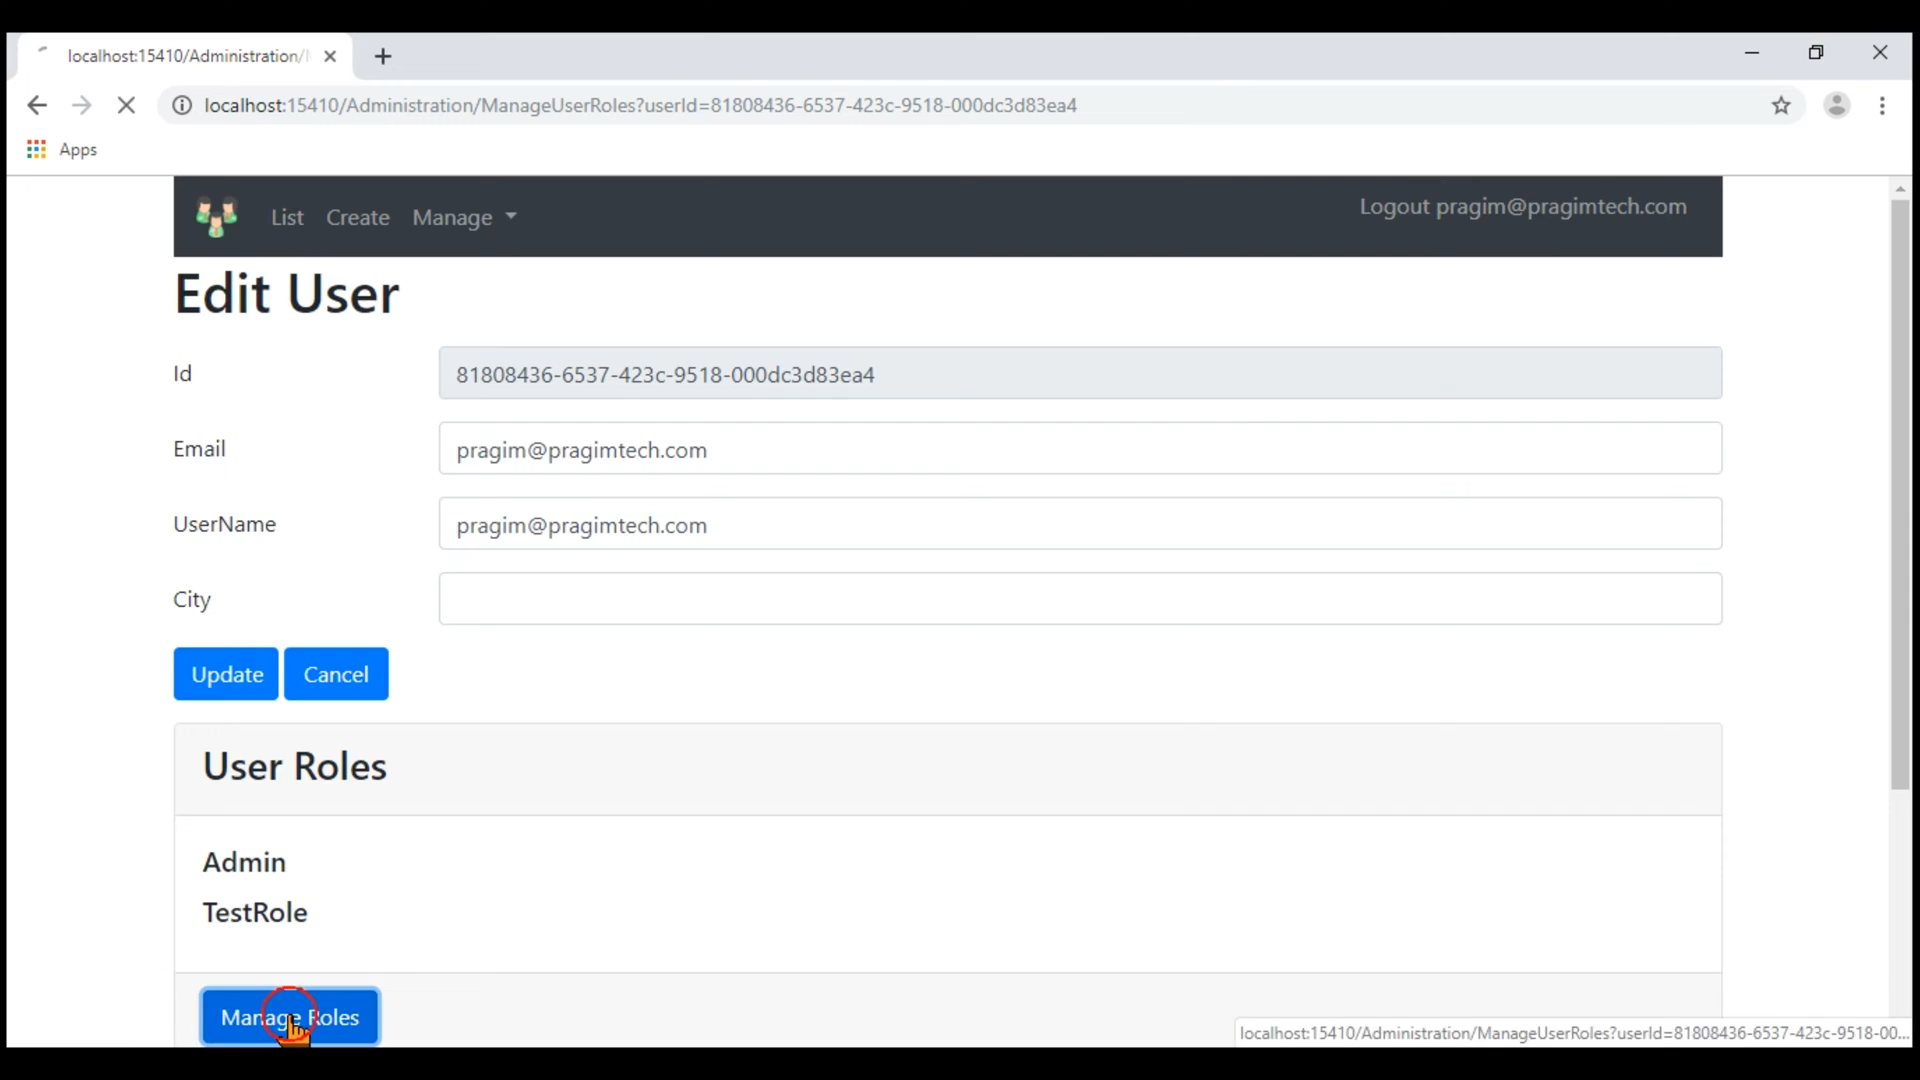 localhost:15410/Administration/
localhost:15410/Administration/ManageUserRoles?userId=81808436-6537-423c-9518-000dc3d83ea4
Apps
List Create Manage
Logout pragim@pragimtech.com
Edit User
Id 81808436-6537-423c-9518-000dc3d83ea4
Email pragim@pragimtech.com
UserName pragim@pragimtech.com
City
Update Cancel
User Roles
Admin
TestRole
Manage Roles
localhost:15410/Administration/ManageUserRoles?userId=81808436-6537-423c-9518-00...